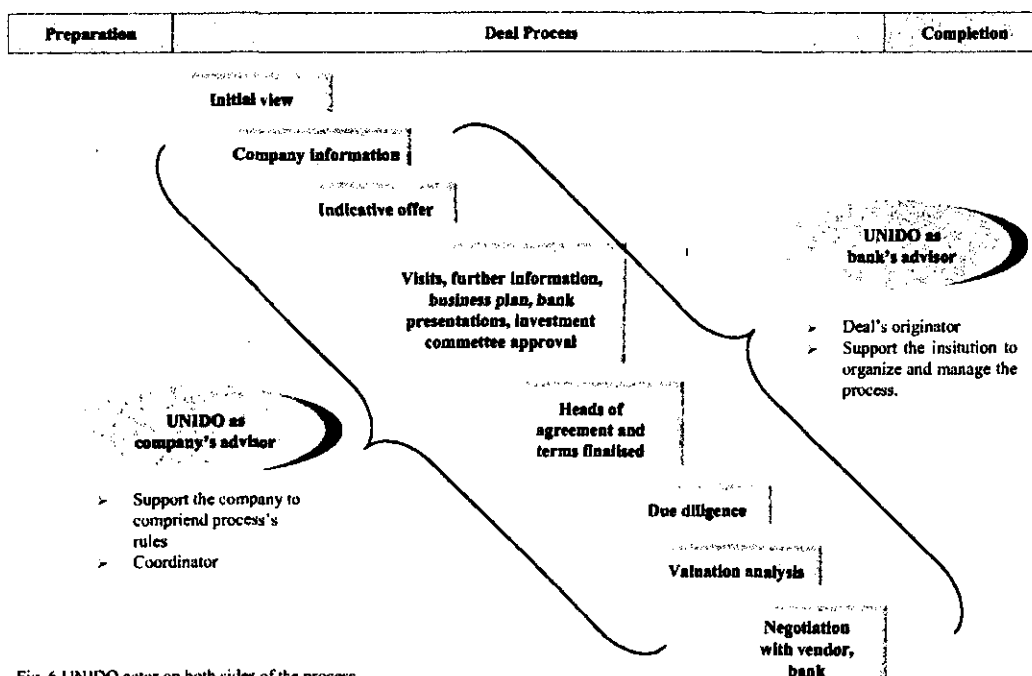 Preparation
Deal Process
Completion
Initial view
Company information
Indicative offer
Visits, further information,
business plan, bank
presentations, investment
commettee approval
Heads of
agreement and
terms finalised
Due diligence
Valuation analysis
Negotiation
with vendor,
bank
UNIDO as
company's advisor
➢ Support the company to
compriend process's
rules
➢ Coordinator
UNIDO as
bank's advisor
➢ Deal's originator
➢ Support the insitution to
organize and manage the
process.
Fig. 6 UNIDO actor on both sides of the process